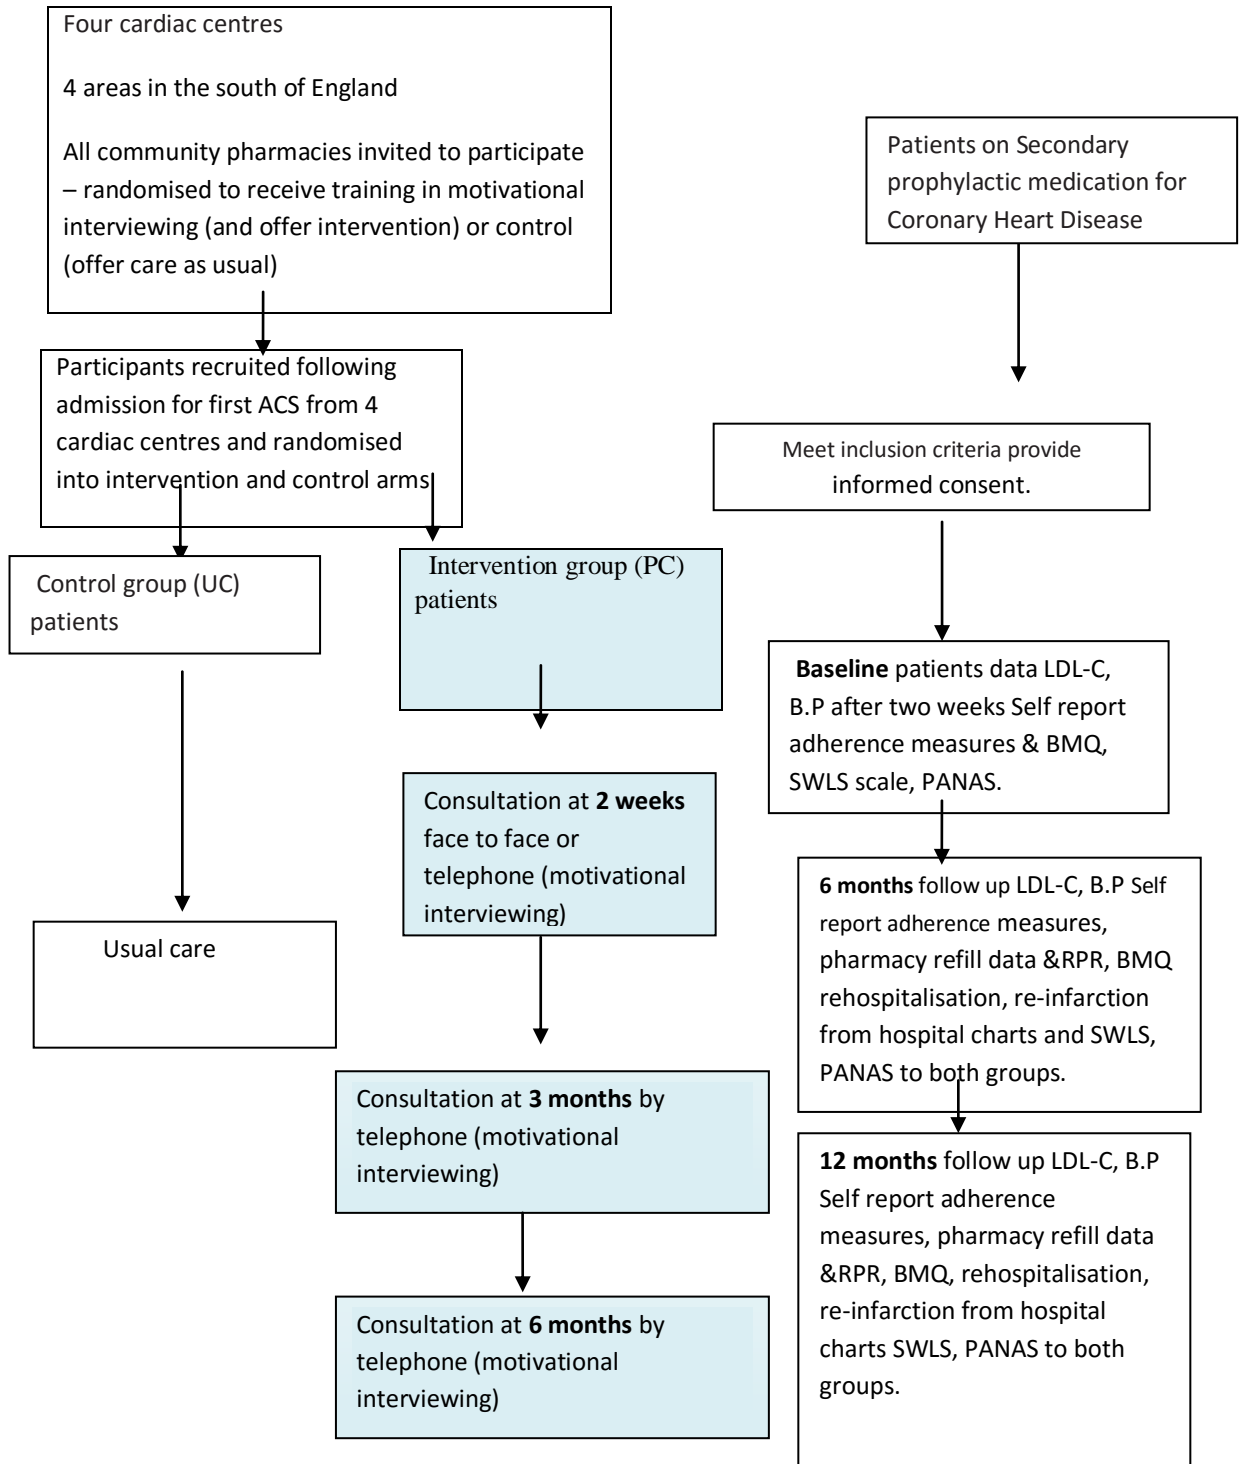 Four cardiac centres
4 areas in the south of England
All community pharmacies invited to participate
– randomised to receive training in motivational
interviewing (and offer intervention) or control
(offer care as usual)
Participants recruited following
admission for first ACS from 4
cardiac centres and randomised
into intervention and control arms
Control group (UC)
patients
Intervention group (PC)
patients
Usual care
Consultation at 2 weeks
face to face or
telephone (motivational
interviewing)
Consultation at 3 months by
telephone (motivational
interviewing)
Consultation at 6 months by
telephone (motivational
interviewing)
Patients on Secondary
prophylactic medication for
Coronary Heart Disease
Meet inclusion criteria provide
informed consent.
Baseline patients data LDL-C,
B.P after two weeks Self report
adherence measures & BMQ,
SWLS scale, PANAS.
6 months follow up LDL-C, B.P Self
report adherence measures,
pharmacy refill data &RPR, BMQ
rehospitalisation, re-infarction
from hospital charts and SWLS,
PANAS to both groups.
12 months follow up LDL-C, B.P
Self report adherence
measures, pharmacy refill data
&RPR, BMQ, rehospitalisation,
re-infarction from hospital
charts SWLS, PANAS to both
groups.